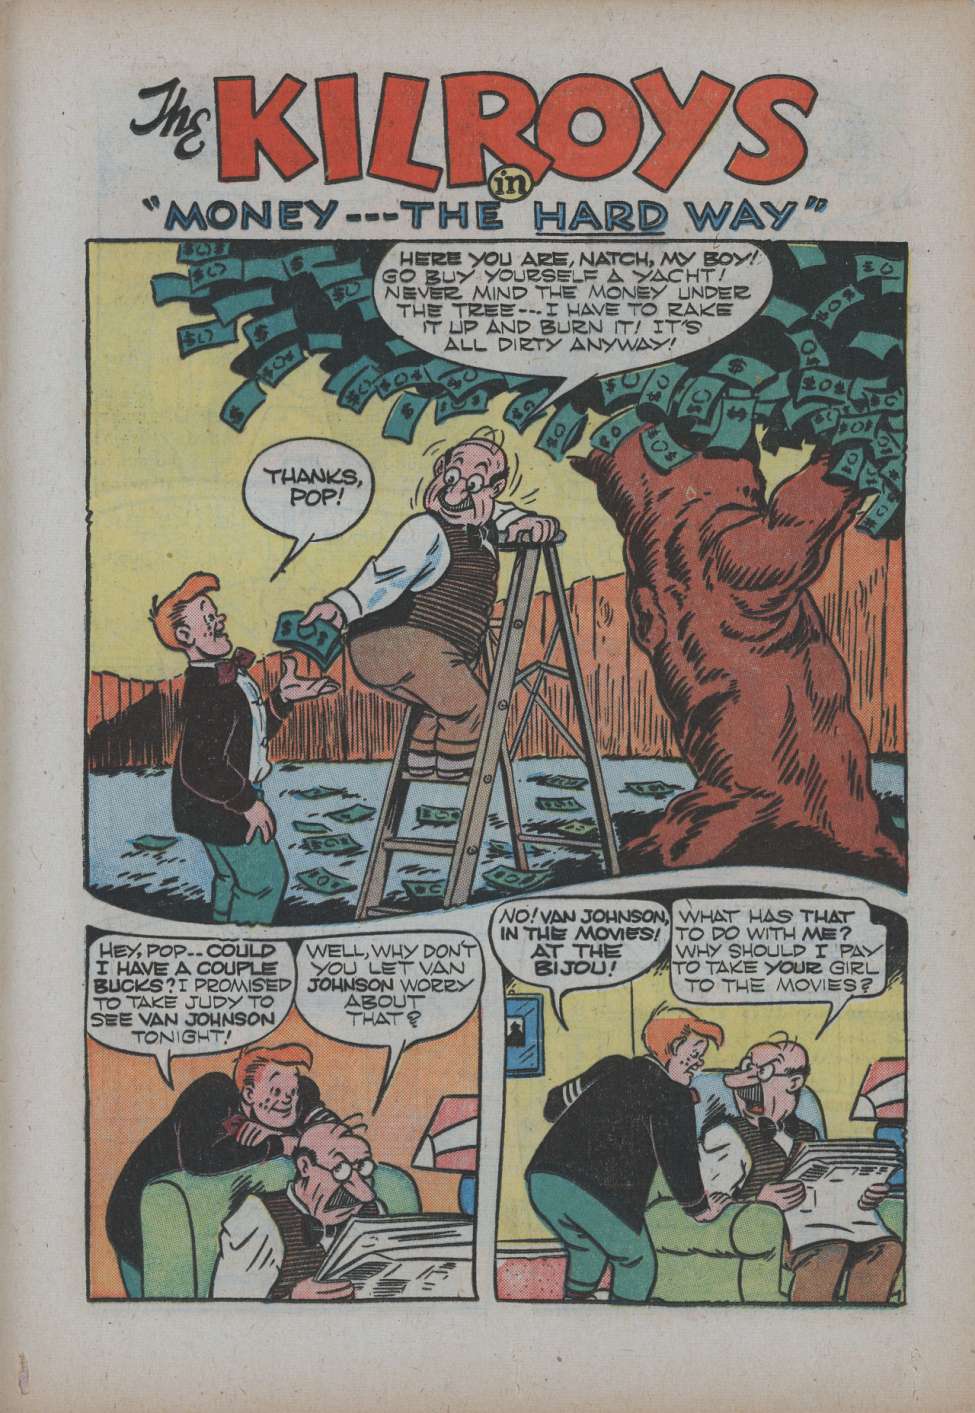 The KILROYS
in
"MONEY---THE HARD WAY"
HERE YOU ARE, NATCH, MY BOY!
GO BUY YOURSELF A YACHT!
NEVER MIND THE MONEY UNDER
THE TREE---I HAVE TO RAKE
IT UP AND BURN IT! IT'S
ALL DIRTY ANYWAY!
THANKS,
POP!
HEY, POP-- COULD
I HAVE A COUPLE
BUCKS? I PROMISED
TO TAKE JUDY TO
SEE VAN JOHNSON
TONIGHT!
WELL, WHY DON'T
YOU LET VAN
JOHNSON WORRY
ABOUT
THAT?
NO! VAN JOHNSON,
IN THE MOVIES!
AT THE
BIJOU!
WHAT HAS THAT
TO DO WITH ME?
WHY SHOULD I PAY
TO TAKE YOUR GIRL
TO THE MOVIES?